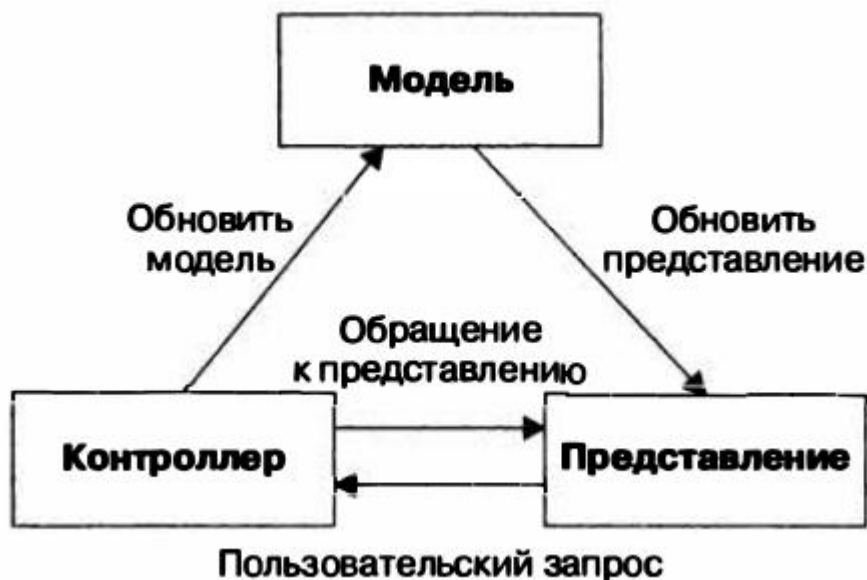 Модель
Обновить
модель
Обновить
представление
Обращение
к представлению
Контроллер
Представление
Пользовательский запрос